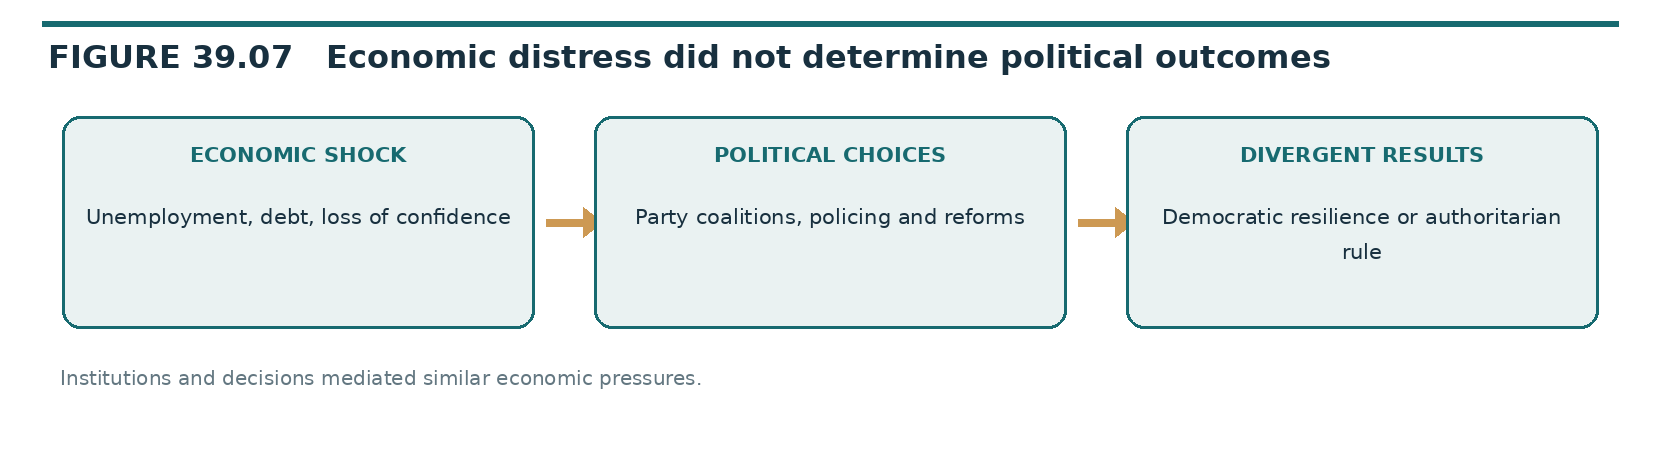 FIGURE 39.07 Economic distress did not determine political outcomes
ECONOMIC SHOCK
Unemployment, debt, loss of confidence
POLITICAL CHOICES
Party coalitions, policing and reforms
DIVERGENT RESULTS
Democratic resilience or authoritarian
rule
Institutions and decisions mediated similar economic pressures.